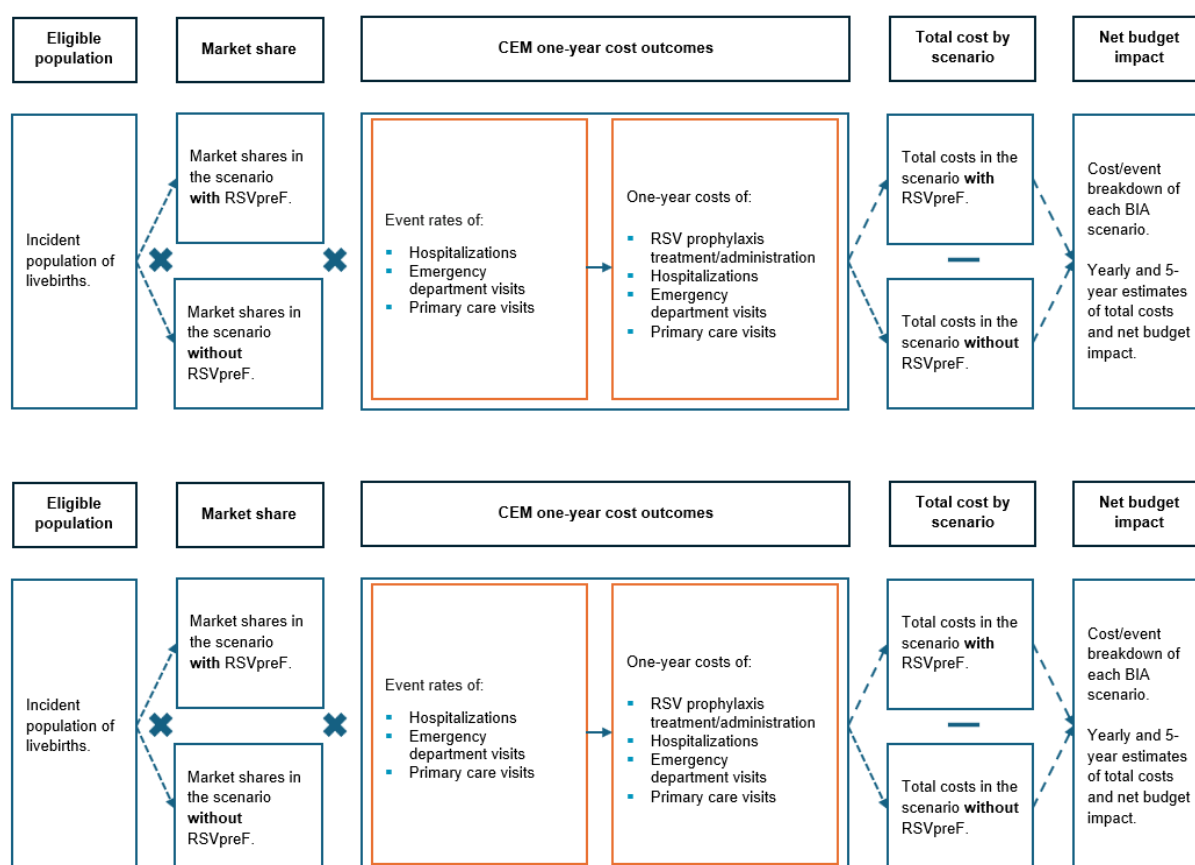 Eligible
population
Market share
CEM one-year cost outcomes
Total cost by
scenario
Net budget
impact
Incident
population of
livebirths.
Market shares in
the scenario
with RSVpreF.
Market shares in
the scenario
without
RSVpreF.
Event rates of:
▪ Hospitalizations
▪ Emergency
department visits
▪ Primary care visits
One-year costs of:
▪ RSV prophylaxis
treatment/administration
▪ Hospitalizations
▪ Emergency
department visits
▪ Primary care visits
Total costs in the
scenario with
RSVpreF.
Total costs in the
scenario without
RSVpreF.
Cost/event
breakdown of
each BIA
scenario.
Yearly and 5-
year estimates
of total costs
and net budget
impact.
Eligible
population
Market share
CEM one-year cost outcomes
Total cost by
scenario
Net budget
impact
Incident
population of
livebirths.
Market shares in
the scenario
with RSVpreF.
Market shares in
the scenario
without
RSVpreF.
Event rates of:
▪ Hospitalizations
▪ Emergency
department visits
▪ Primary care visits
One-year costs of:
▪ RSV prophylaxis
treatment/administration
▪ Hospitalizations
▪ Emergency
department visits
▪ Primary care visits
Total costs in the
scenario with
RSVpreF.
Total costs in the
scenario without
RSVpreF.
Cost/event
breakdown of
each BIA
scenario.
Yearly and 5-
year estimates
of total costs
and net budget
impact.